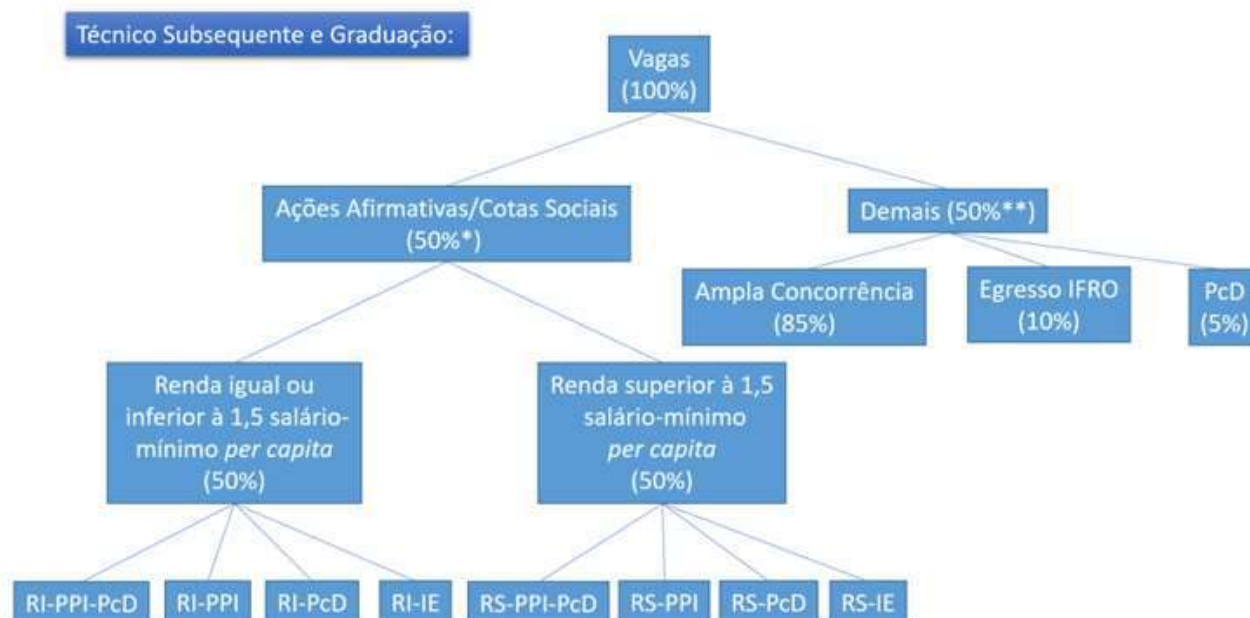 Técnico Subsequente e Graduação:
Vagas
(100%)
Ações Afirmativas/Cotas Sociais
(50%*)
Demais (50%**)
Ampla Concorrência
(85%)
Egresso IFRO
(10%)
PcD
(5%)
Renda igual ou
inferior à 1,5 salário-
mínimo per capita
(50%)
Renda superior à 1,5
salário-mínimo
per capita
(50%)
RI-PPI-PcD
RI-PPI
RI-PcD
RI-IE
RS-PPI-PcD
RS-PPI
RS-PcD
RS-IE